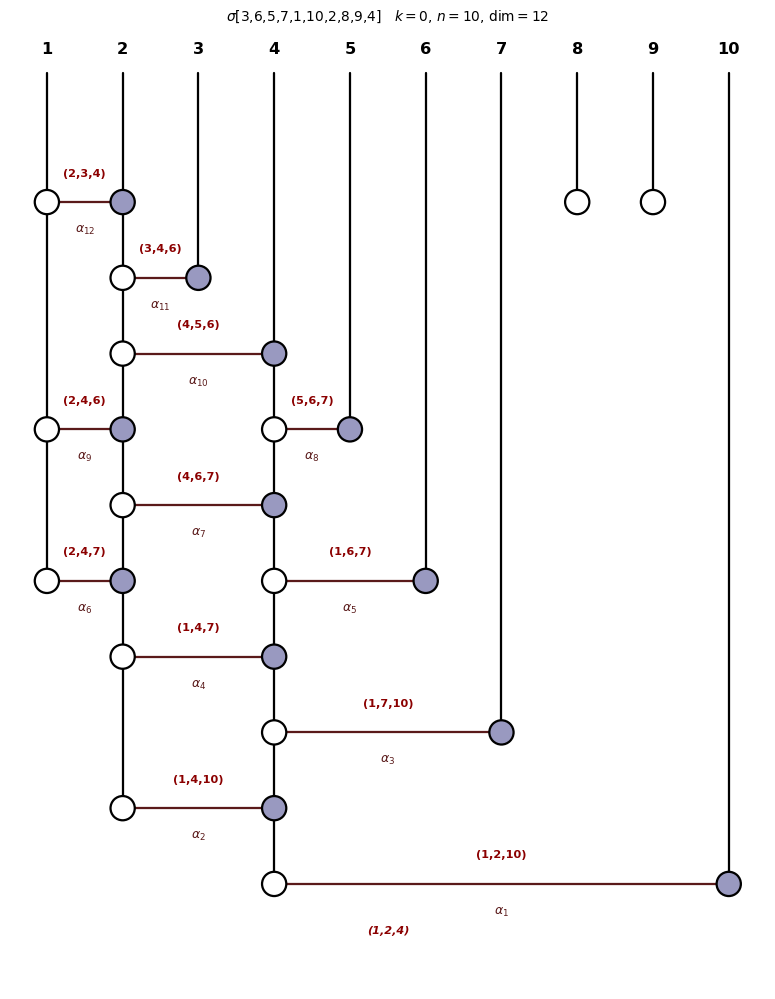 σ[3,6,5,7,1,10,2,8,9,4]   k = 0, n = 10, dim = 12
1 2 3 4 5 6 7 8 9 10
(2,3,4)
α₁₂
(3,4,6)
α₁₁
(4,5,6)
α₁₀
(2,4,6) (5,6,7)
α₉ α₈
(4,6,7)
α₇
(2,4,7) (1,6,7)
α₆ α₅
(1,4,7)
α₄
(1,7,10)
α₃
(1,4,10)
α₂
(1,2,10)
α₁
(1,2,4)